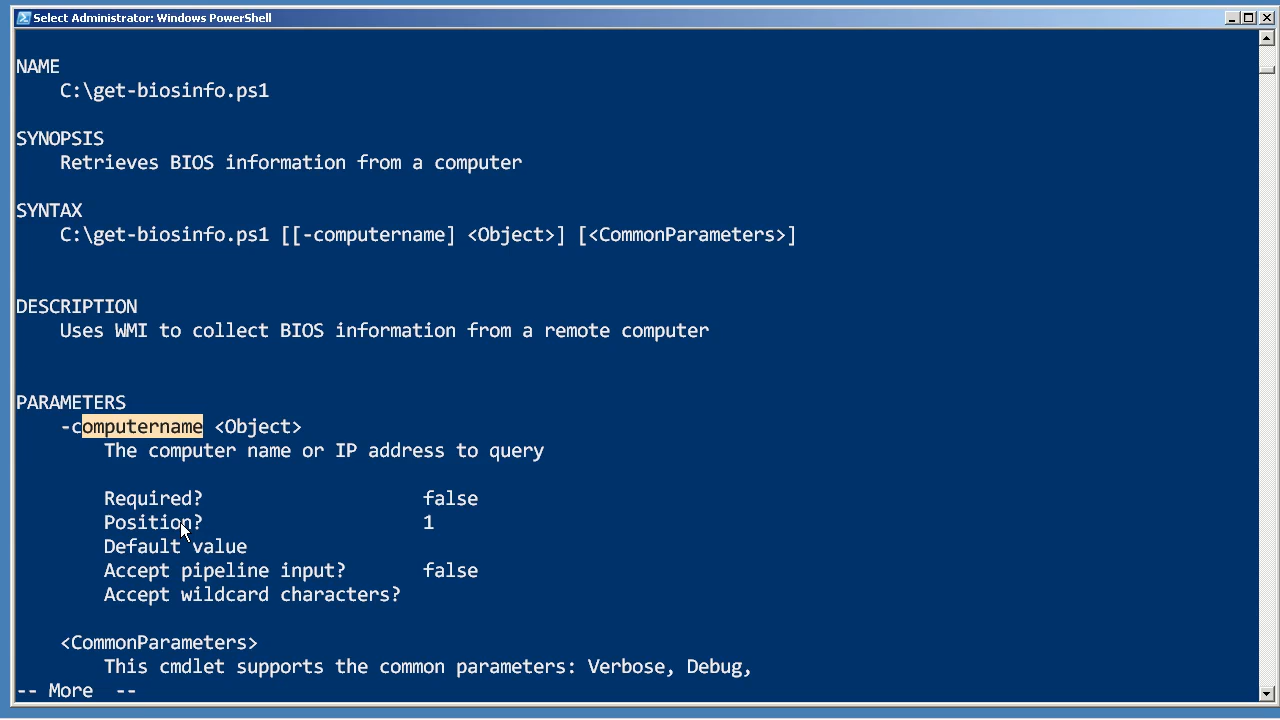 Select Administrator: Windows PowerShell
NAME
C:\get-biosinfo.ps1
SYNOPSIS
Retrieves BIOS information from a computer
SYNTAX
C:\get-biosinfo.ps1 [[-computername] <Object>] [<CommonParameters>]
DESCRIPTION
Uses WMI to collect BIOS information from a remote computer
PARAMETERS
-computername <Object>
The computer name or IP address to query
Required? false
Position? 1
Default value
Accept pipeline input? false
Accept wildcard characters?
<CommonParameters>
This cmdlet supports the common parameters: Verbose, Debug,
-- More --